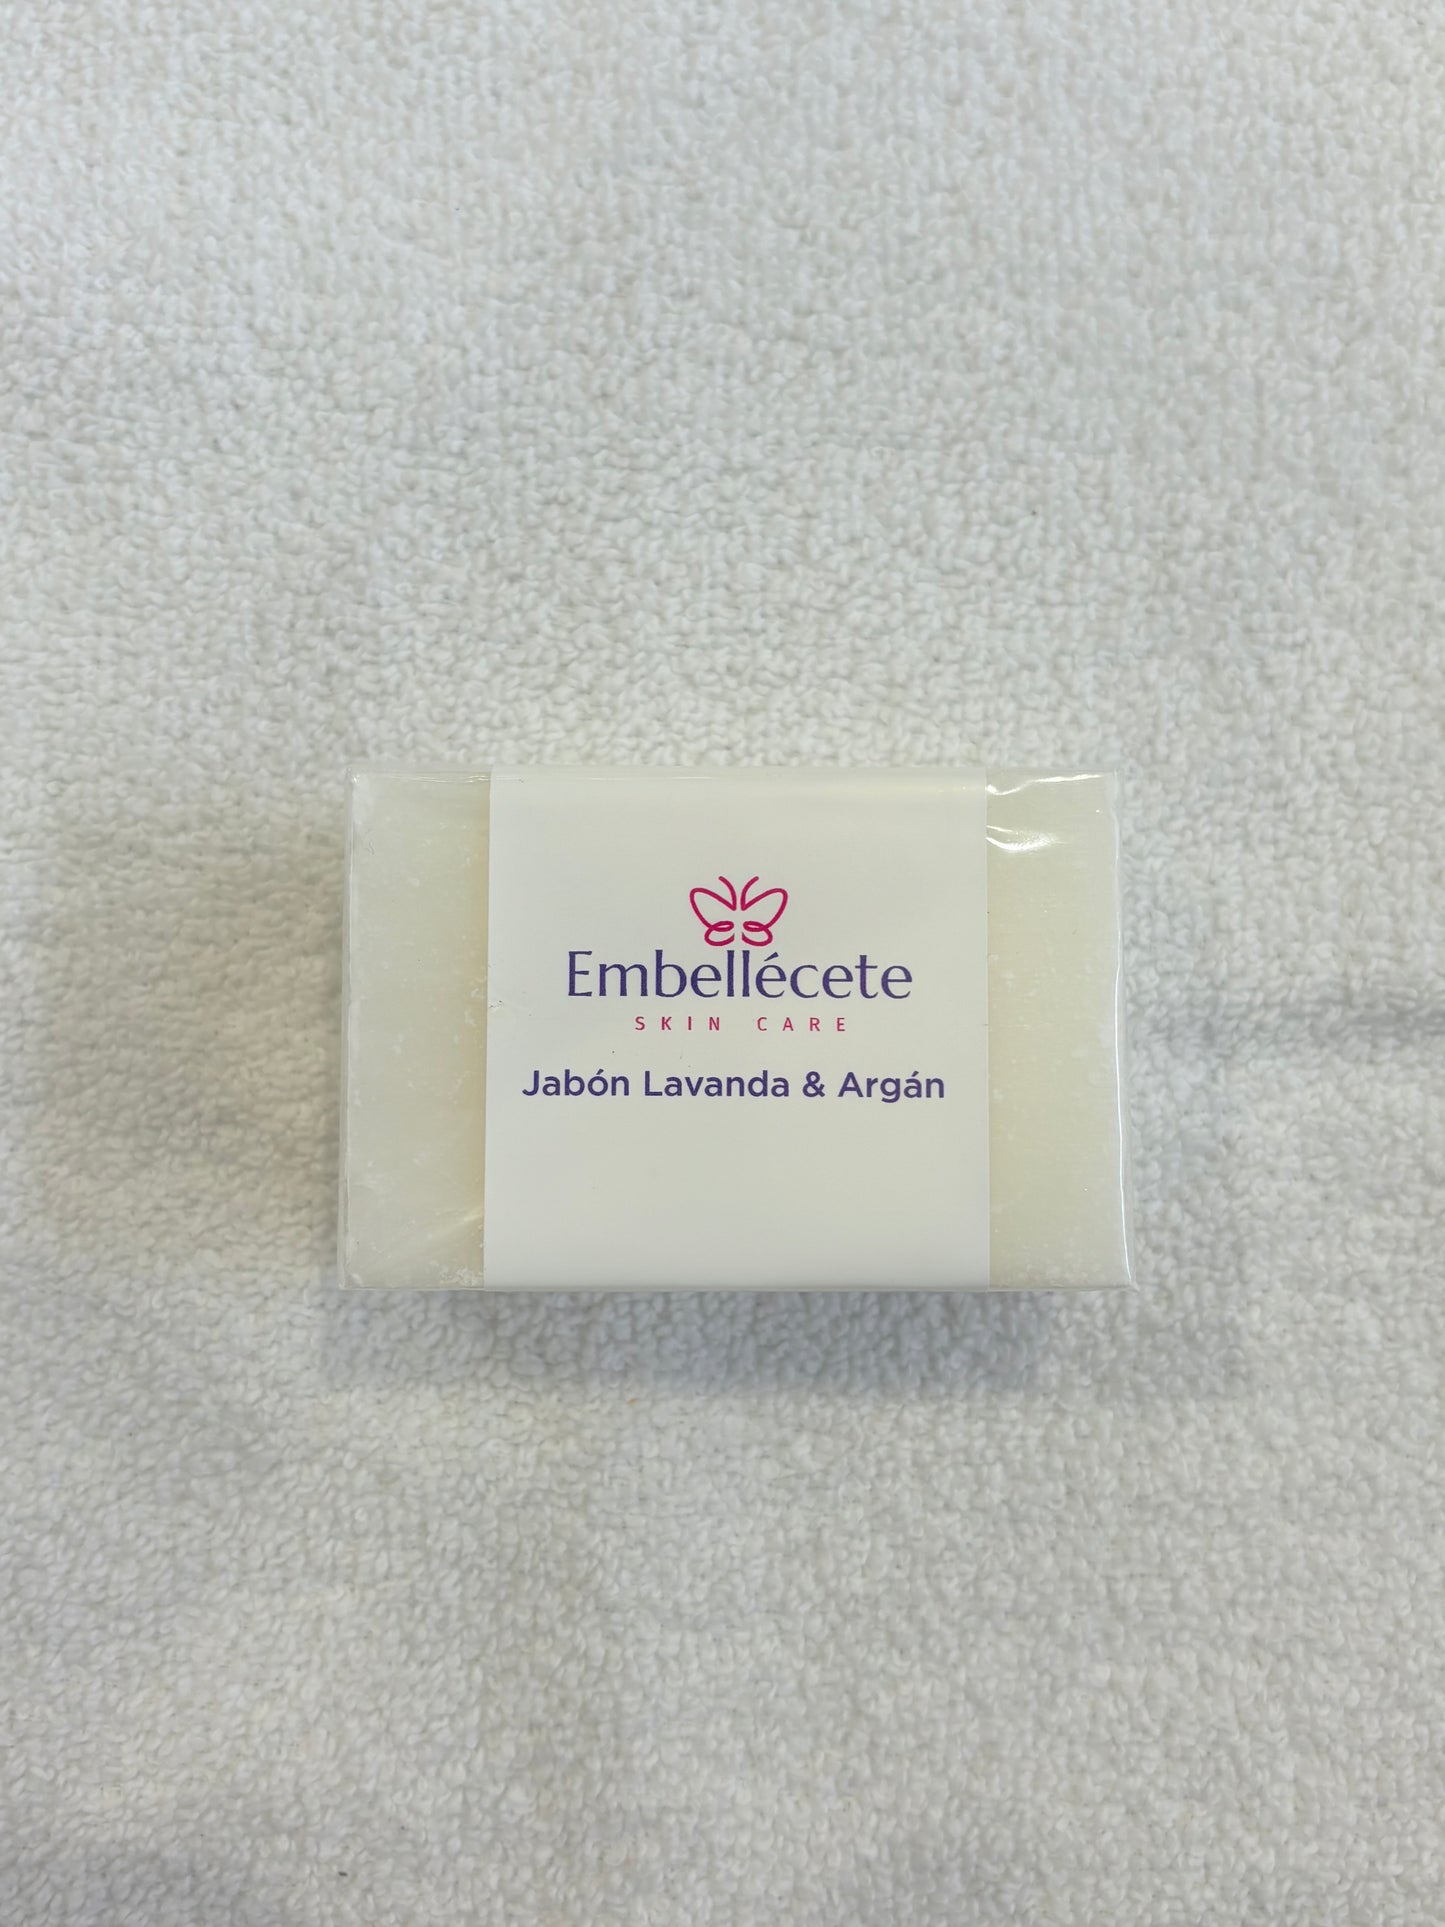 Embellécete
SKIN CARE
Jabón Lavanda & Argán